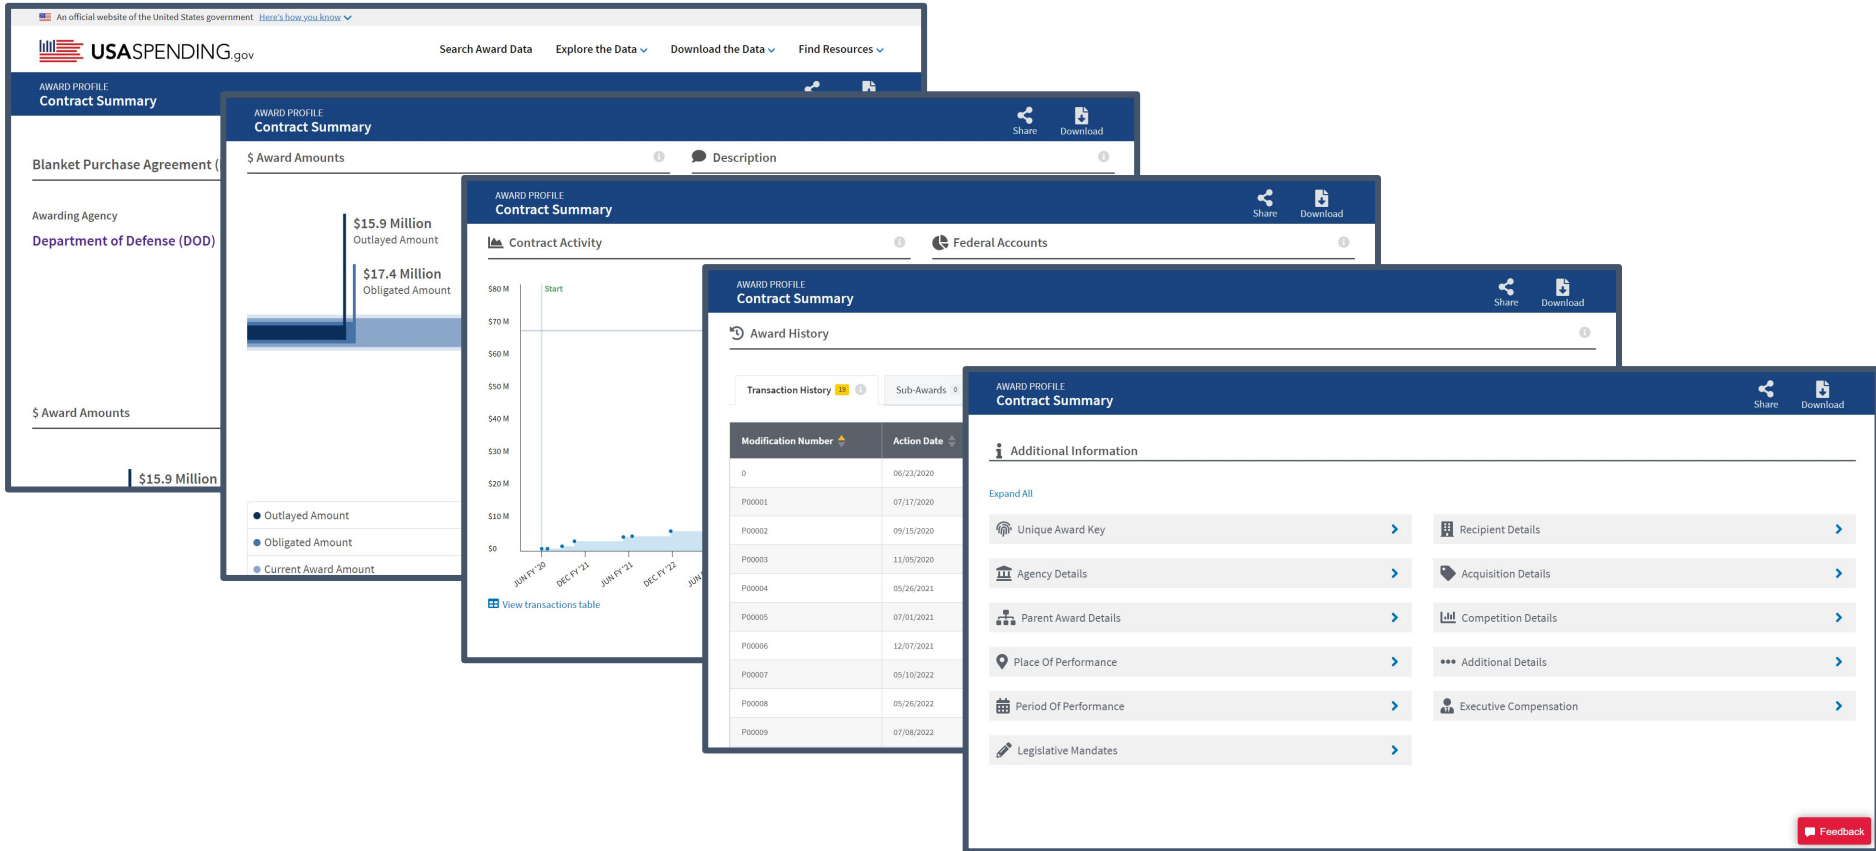 An official website of the United States government Here's how you know
USASPENDING.gov
Search Award Data Explore the Data Download the Data Find Resources
AWARD PROFILE
Contract Summary
Blanket Purchase Agreement (
Awarding Agency
Department of Defense (DOD)
$ Award Amounts
$15.9 Million
AWARD PROFILE
Contract Summary
Share Download
$ Award Amounts
Description
$15.9 Million
Outlayed Amount
$17.4 Million
Obligated Amount
Outlayed Amount
Obligated Amount
Current Award Amount
AWARD PROFILE
Contract Summary
Share Download
Contract Activity
Federal Accounts
$80 M
Start
$70 M
$60 M
$50 M
$40 M
$30 M
$20 M
$10 M
$0
JUN FY '20 DEC FY '21 JUN FY '21 DEC FY '22 JUN
View transactions table
AWARD PROFILE
Contract Summary
Share Download
Award History
Transaction History 19 Sub-Awards 0
Modification Number Action Date
0 06/23/2020
P00001 07/17/2020
P00002 09/15/2020
P00003 11/05/2020
P00004 05/26/2021
P00005 07/01/2021
P00006 12/07/2021
P00007 05/10/2022
P00008 05/26/2022
P00009 07/08/2022
AWARD PROFILE
Contract Summary
Share Download
Additional Information
Expand All
Unique Award Key
Recipient Details
Agency Details
Acquisition Details
Parent Award Details
Competition Details
Place Of Performance
Additional Details
Period Of Performance
Executive Compensation
Legislative Mandates
Feedback